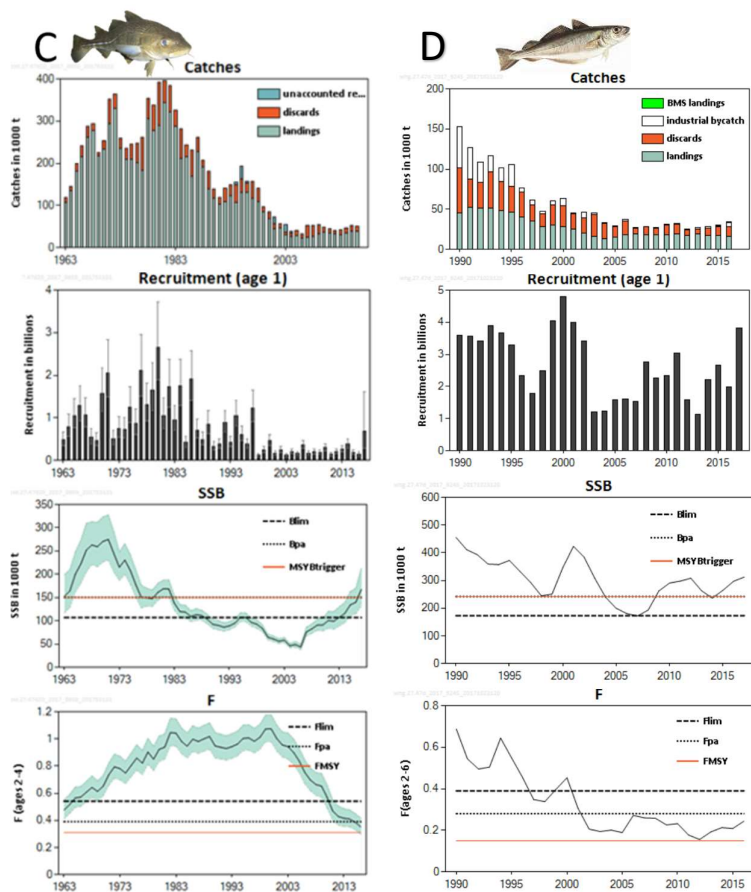 C
Catches
400
300
200
100
0
Catches in 1000 t
unaccounted re...
discards
landings
1963
1983
2003
Recruitment (age 1)
4
3
2
1
0
Recruitment in billions
1963
1973
1983
1993
2003
2013
SSB
350
300
250
200
150
100
50
0
SSB in 1000 t
Blim
Bpa
MSYBtrigger
1963
1973
1983
1993
2003
2013
F
1.2
1
0.8
0.6
0.4
0.2
0
F (ages 2-4)
Flim
Fpa
FMSY
1963
1973
1983
1993
2003
2013
D
Catches
200
150
100
50
0
Catches in 1000 t
BMS landings
industrial bycatch
discards
landings
1990
1995
2000
2005
2010
2015
Recruitment (age 1)
5
4
3
2
1
0
Recruitment in billions
1990
1995
2000
2005
2010
2015
SSB
600
500
400
300
200
100
0
SSB in 1000 t
Blim
Bpa
MSYBtrigger
1990
1995
2000
2005
2010
2015
F
0.8
0.6
0.4
0.2
0.0
F(ages 2-6)
Flim
Fpa
FMSY
1990
1995
2000
2005
2010
2015